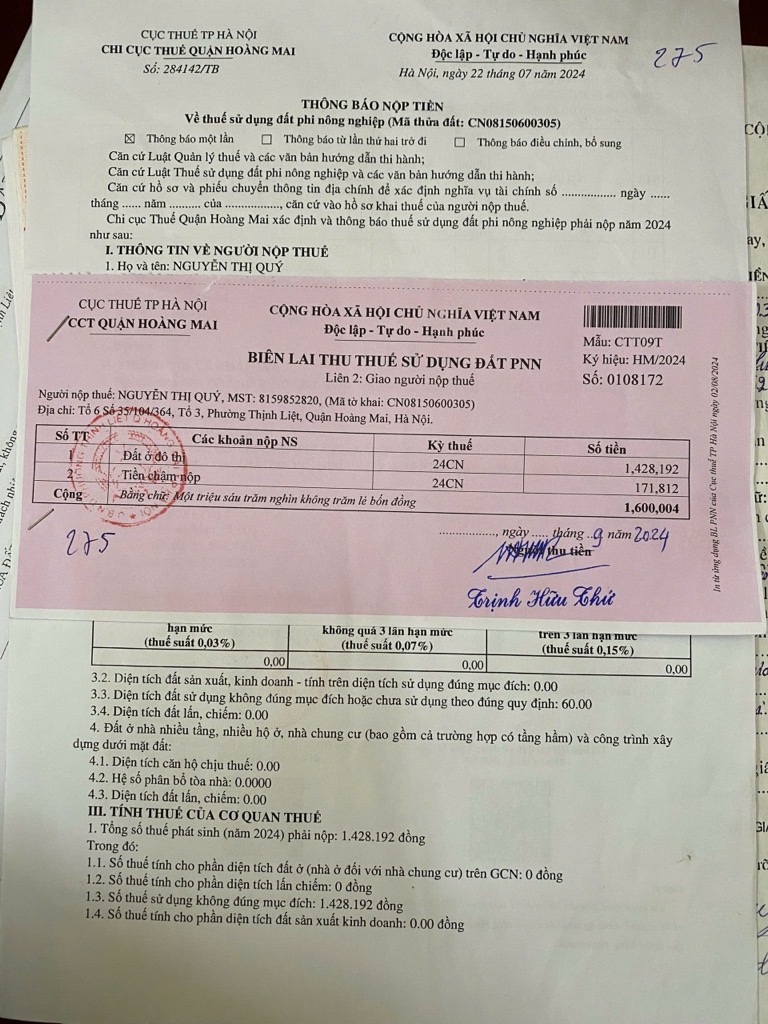 CỤC THUẾ TP HÀ NỘI
CHI CỤC THUẾ QUẬN HOÀNG MAI
Số: 284142/TB
CỘNG HÒA XÃ HỘI CHỦ NGHĨA VIỆT NAM
Độc lập - Tự do - Hạnh phúc
Hà Nội, ngày 22 tháng 07 năm 2024
275
THÔNG BÁO NỘP TIỀN
Về thuế sử dụng đất phi nông nghiệp (Mã thửa đất: CN08150600305)
☒ Thông báo một lần ☐ Thông báo từ lần thứ hai trở đi ☐ Thông báo điều chỉnh, bổ sung
Căn cứ Luật Quản lý thuế và các văn bản hướng dẫn thi hành;
Căn cứ Luật Thuế sử dụng đất phi nông nghiệp và các văn bản hướng dẫn thi hành;
Căn cứ hồ sơ và phiếu chuyển thông tin địa chính để xác định nghĩa vụ tài chính số ................. ngày ......
tháng ...... năm ......... của ................., căn cứ vào hồ sơ khai thuế của người nộp thuế.
Chi cục Thuế Quận Hoàng Mai xác định và thông báo thuế sử dụng đất phi nông nghiệp phải nộp năm 2024
như sau:
I. THÔNG TIN VỀ NGƯỜI NỘP THUẾ
1. Họ và tên: NGUYỄN THỊ QUÝ
CỤC THUẾ TP HÀ NỘI
CCT QUẬN HOÀNG MAI
CỘNG HÒA XÃ HỘI CHỦ NGHĨA VIỆT NAM
Độc lập - Tự do - Hạnh phúc
BIÊN LAI THU THUẾ SỬ DỤNG ĐẤT PNN
Liên 2: Giao người nộp thuế
Mẫu: CTT09T
Ký hiệu: HM/2024
Số: 0108172
Người nộp thuế: NGUYỄN THỊ QUÝ, MST: 8159852820, (Mã tờ khai: CN08150600305)
Địa chỉ: Tổ 6 Số 35/104/364, Tổ 3, Phường Thịnh Liệt, Quận Hoàng Mai, Hà Nội.
Số TT Các khoản nộp NS Kỳ thuế Số tiền
1 Đất ở đô thị 24CN 1,428,192
2 Tiền chậm nộp 24CN 171,812
Cộng Bằng chữ: Một triệu sáu trăm nghìn không trăm lẻ bốn đồng 1,600,004
275
..............., ngày ..... tháng ..9 năm 2024
Người thu tiền
Trịnh Hữu Thứ
In từ ứng dụng BL PNN của Cục thuế TP Hà Nội ngày 02/08/2024
hạn mức
(thuế suất 0,03%)
không quá 3 lần hạn mức
(thuế suất 0,07%)
trên 3 lần hạn mức
(thuế suất 0,15%)
0,00 0,00 0,00
3.2. Diện tích đất sản xuất, kinh doanh - tính trên diện tích sử dụng đúng mục đích: 0.00
3.3. Diện tích đất sử dụng không đúng mục đích hoặc chưa sử dụng theo đúng quy định: 60.00
3.4. Diện tích đất lấn, chiếm: 0.00
4. Đất ở nhà nhiều tầng, nhiều hộ ở, nhà chung cư (bao gồm cả trường hợp có tầng hầm) và công trình xây
dựng dưới mặt đất:
4.1. Diện tích căn hộ chịu thuế: 0.00
4.2. Hệ số phân bổ tòa nhà: 0.0000
4.3. Diện tích đất lấn, chiếm: 0.00
III. TÍNH THUẾ CỦA CƠ QUAN THUẾ
1. Tổng số thuế phát sinh (năm 2024) phải nộp: 1.428.192 đồng
Trong đó:
1.1. Số thuế tính cho phần diện tích đất ở (nhà ở đối với nhà chung cư) trên GCN: 0 đồng
1.2. Số thuế tính cho phần diện tích lấn chiếm: 0 đồng
1.3. Số thuế sử dụng không đúng mục đích: 1.428.192 đồng
1.4. Số thuế tính cho phần diện tích đất sản xuất kinh doanh: 0.00 đồng